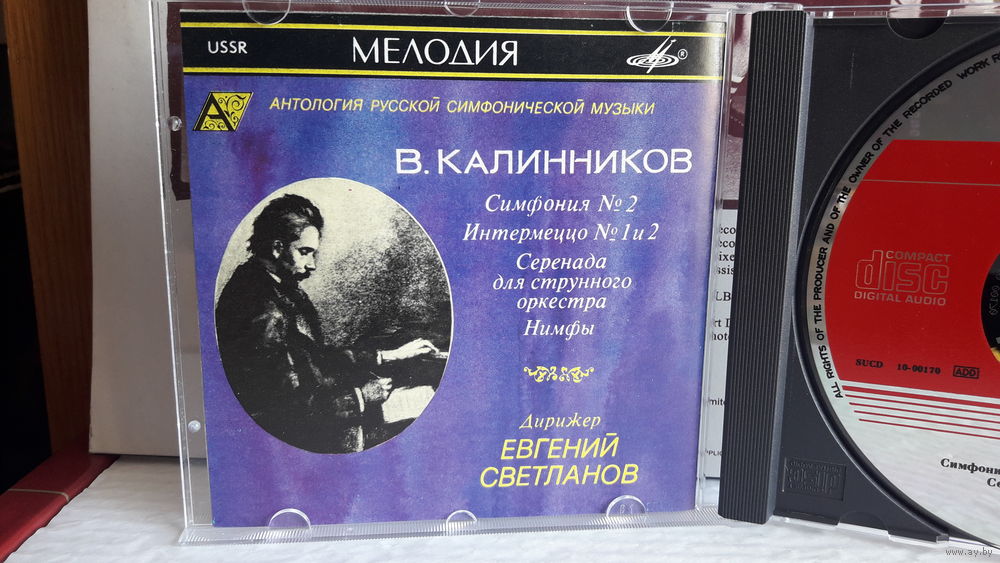 USSR
МЕЛОДИЯ
®
АНТОЛОГИЯ РУССКОЙ СИМФОНИЧЕСКОЙ МУЗЫКИ
В. КАЛИННИКОВ
Симфония № 2
Интермеццо № 1 и 2
Серенада
для струнного
оркестра
Нимфы
Дирижер
ЕВГЕНИЙ
СВЕТЛАНОВ
ALL RIGHTS OF THE PRODUCER AND OF THE OWNER OF THE RECORDED WORK
COMPACT
disc
DIGITAL AUDIO
SUCD 10-00170 ADD
www.ay.by